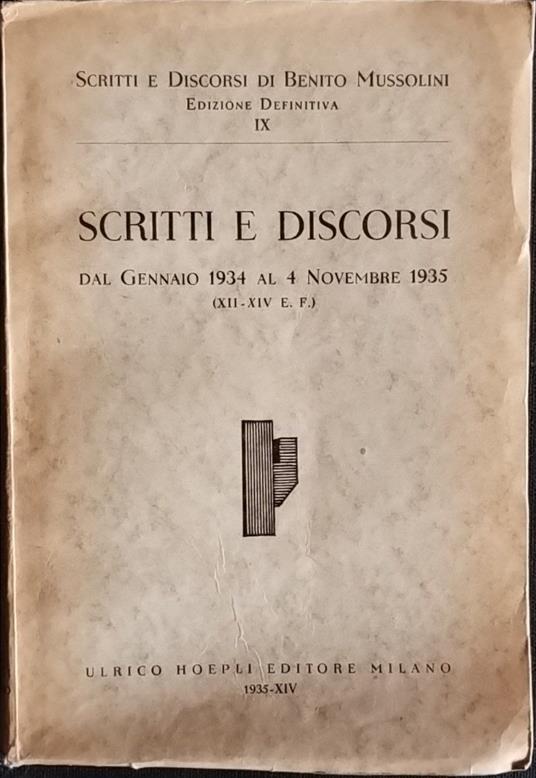 Scritti e Discorsi di Benito Mussolini
Edizione Definitiva
IX
SCRITTI E DISCORSI
dal Gennaio 1934 al 4 Novembre 1935
(XII-XIV E. F.)
ULRICO HOEPLI EDITORE MILANO
1935-XIV